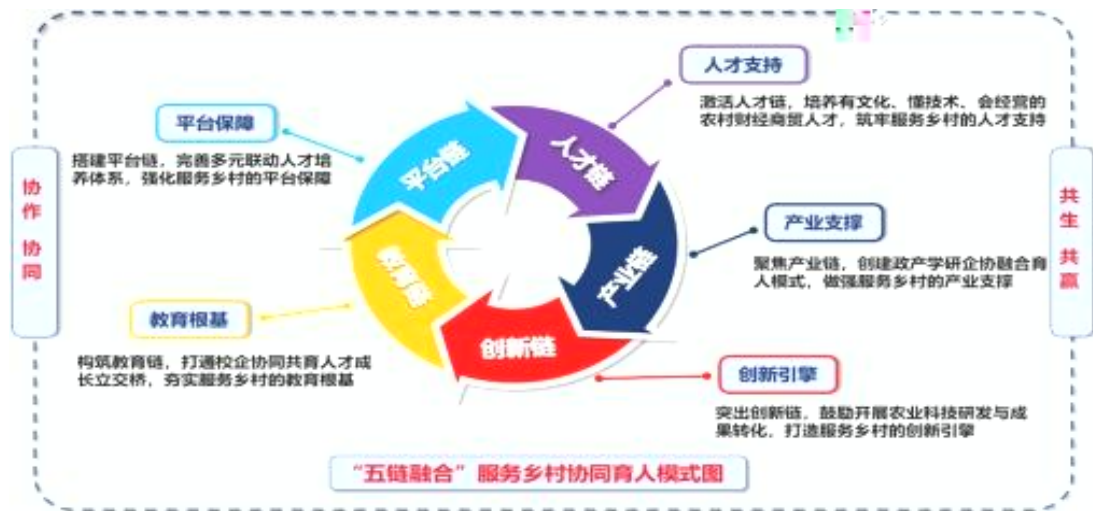 人才支持
激活人才链，培养有文化、懂技术、会经营的
农村财经商贸人才，筑牢服务乡村的人才支持
平台保障
搭建平台链，完善多元联动人才培
养体系，强化服务乡村的平台保障
平台链
人才链
协作 协同
共生 共赢
产业支撑
聚焦产业链，创建政产学研企协融合育
人模式，做强服务乡村的产业支撑
教育链
产业链
创新链
教育根基
构筑教育链，打通校企协同共育人才成
长立交桥，夯实服务乡村的教育根基
创新引擎
突出创新链，鼓励开展农业科技研发与成
果转化，打造服务乡村的创新引擎
“五链融合”服务乡村协同育人模式图